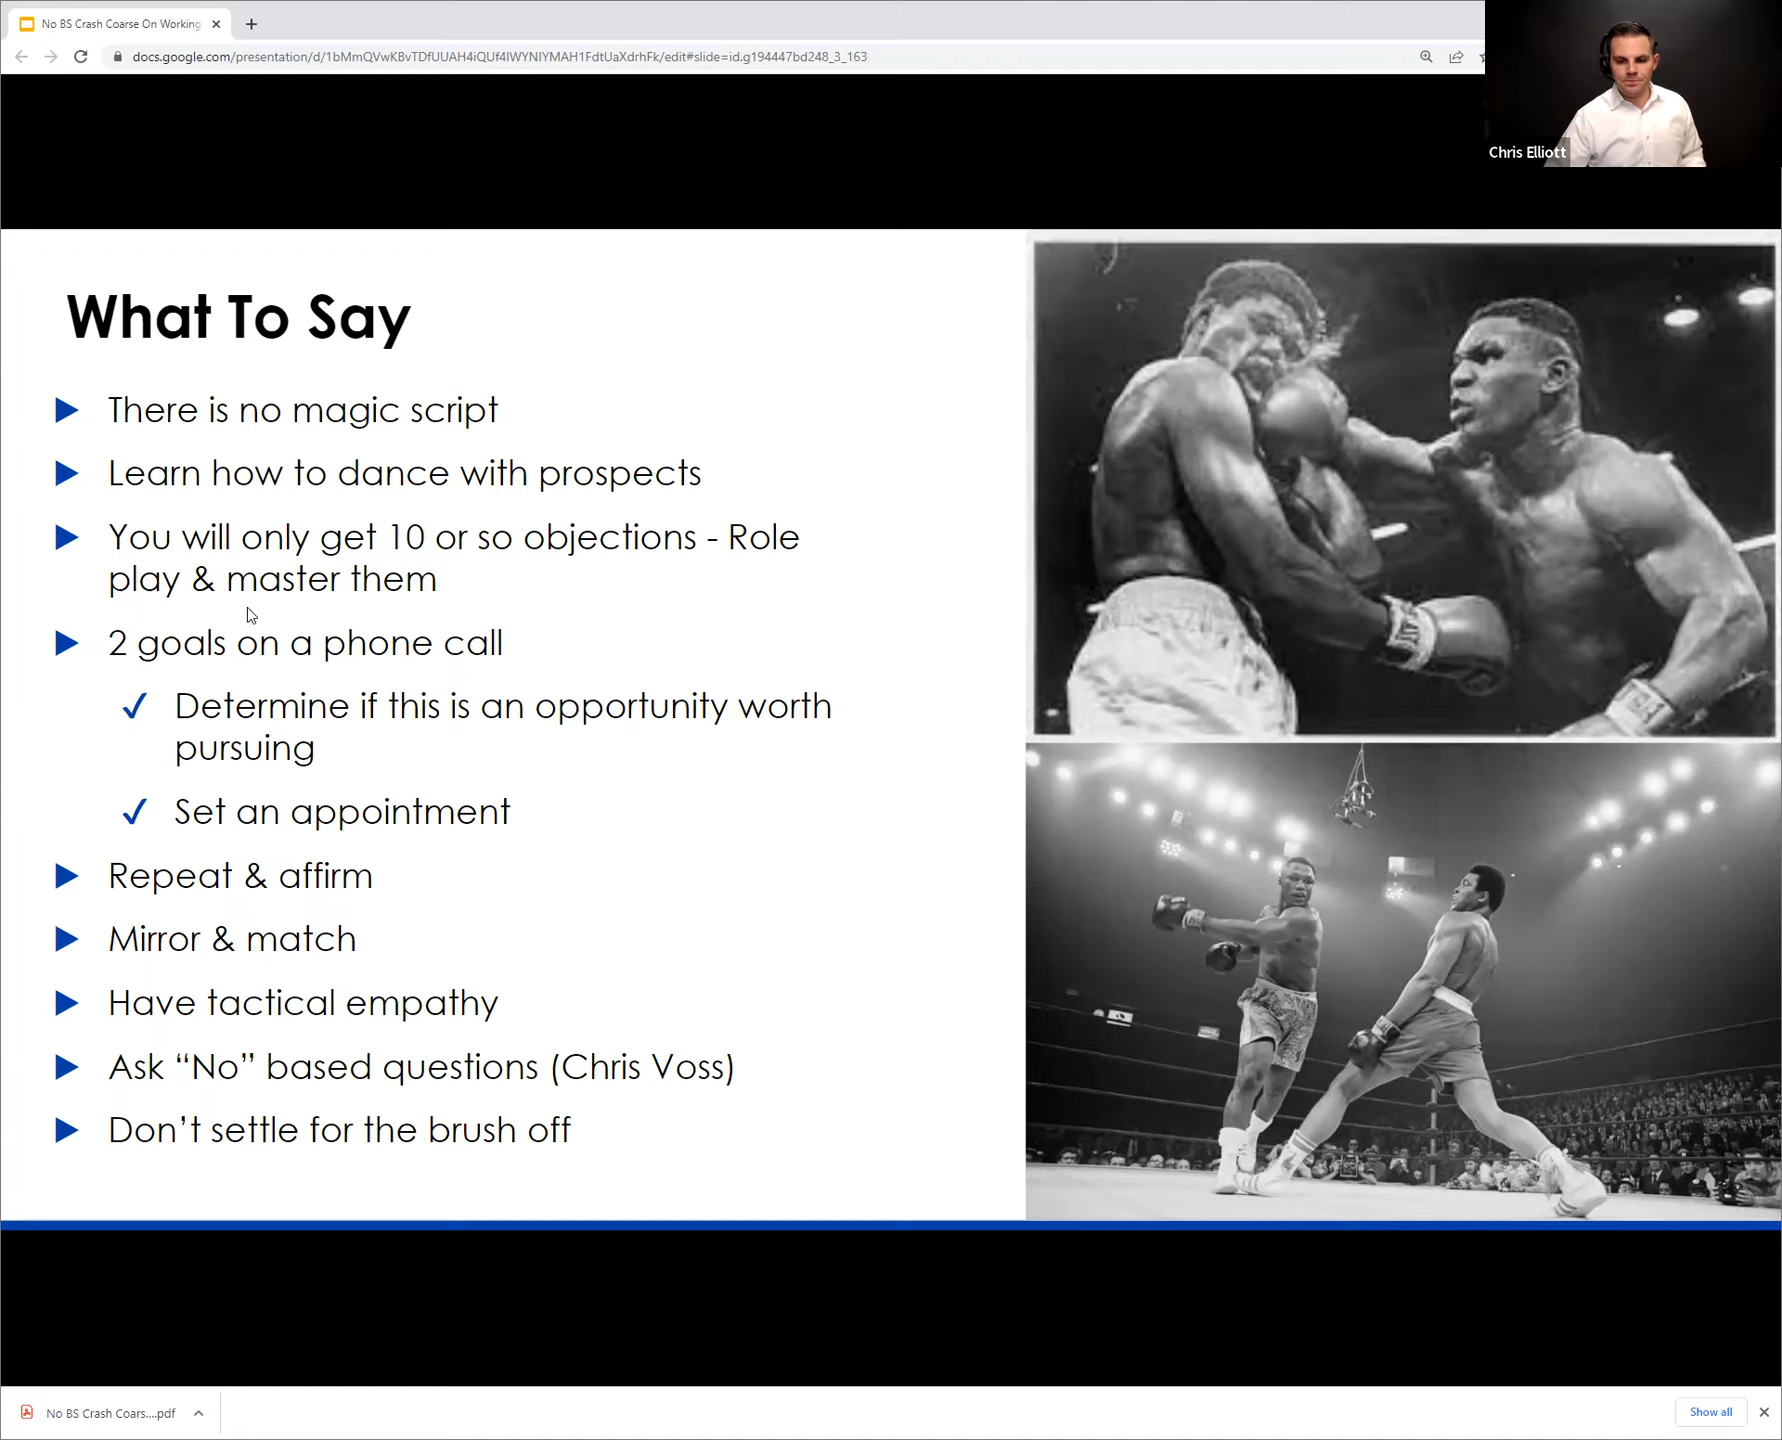 No BS Crash Coarse On Working
docs.google.com/presentation/d/1bMmQVwKBvTDfUUAH4iQUf4IWYNIYMAH1FdtUaXdrhFk/edit#slide=id.g194447bd248_3_163
Chris Elliott
What To Say
There is no magic script
Learn how to dance with prospects
You will only get 10 or so objections - Role
play & master them
2 goals on a phone call
Determine if this is an opportunity worth
pursuing
Set an appointment
Repeat & affirm
Mirror & match
Have tactical empathy
Ask “No” based questions (Chris Voss)
Don’t settle for the brush off
No BS Crash Coars....pdf
Show all